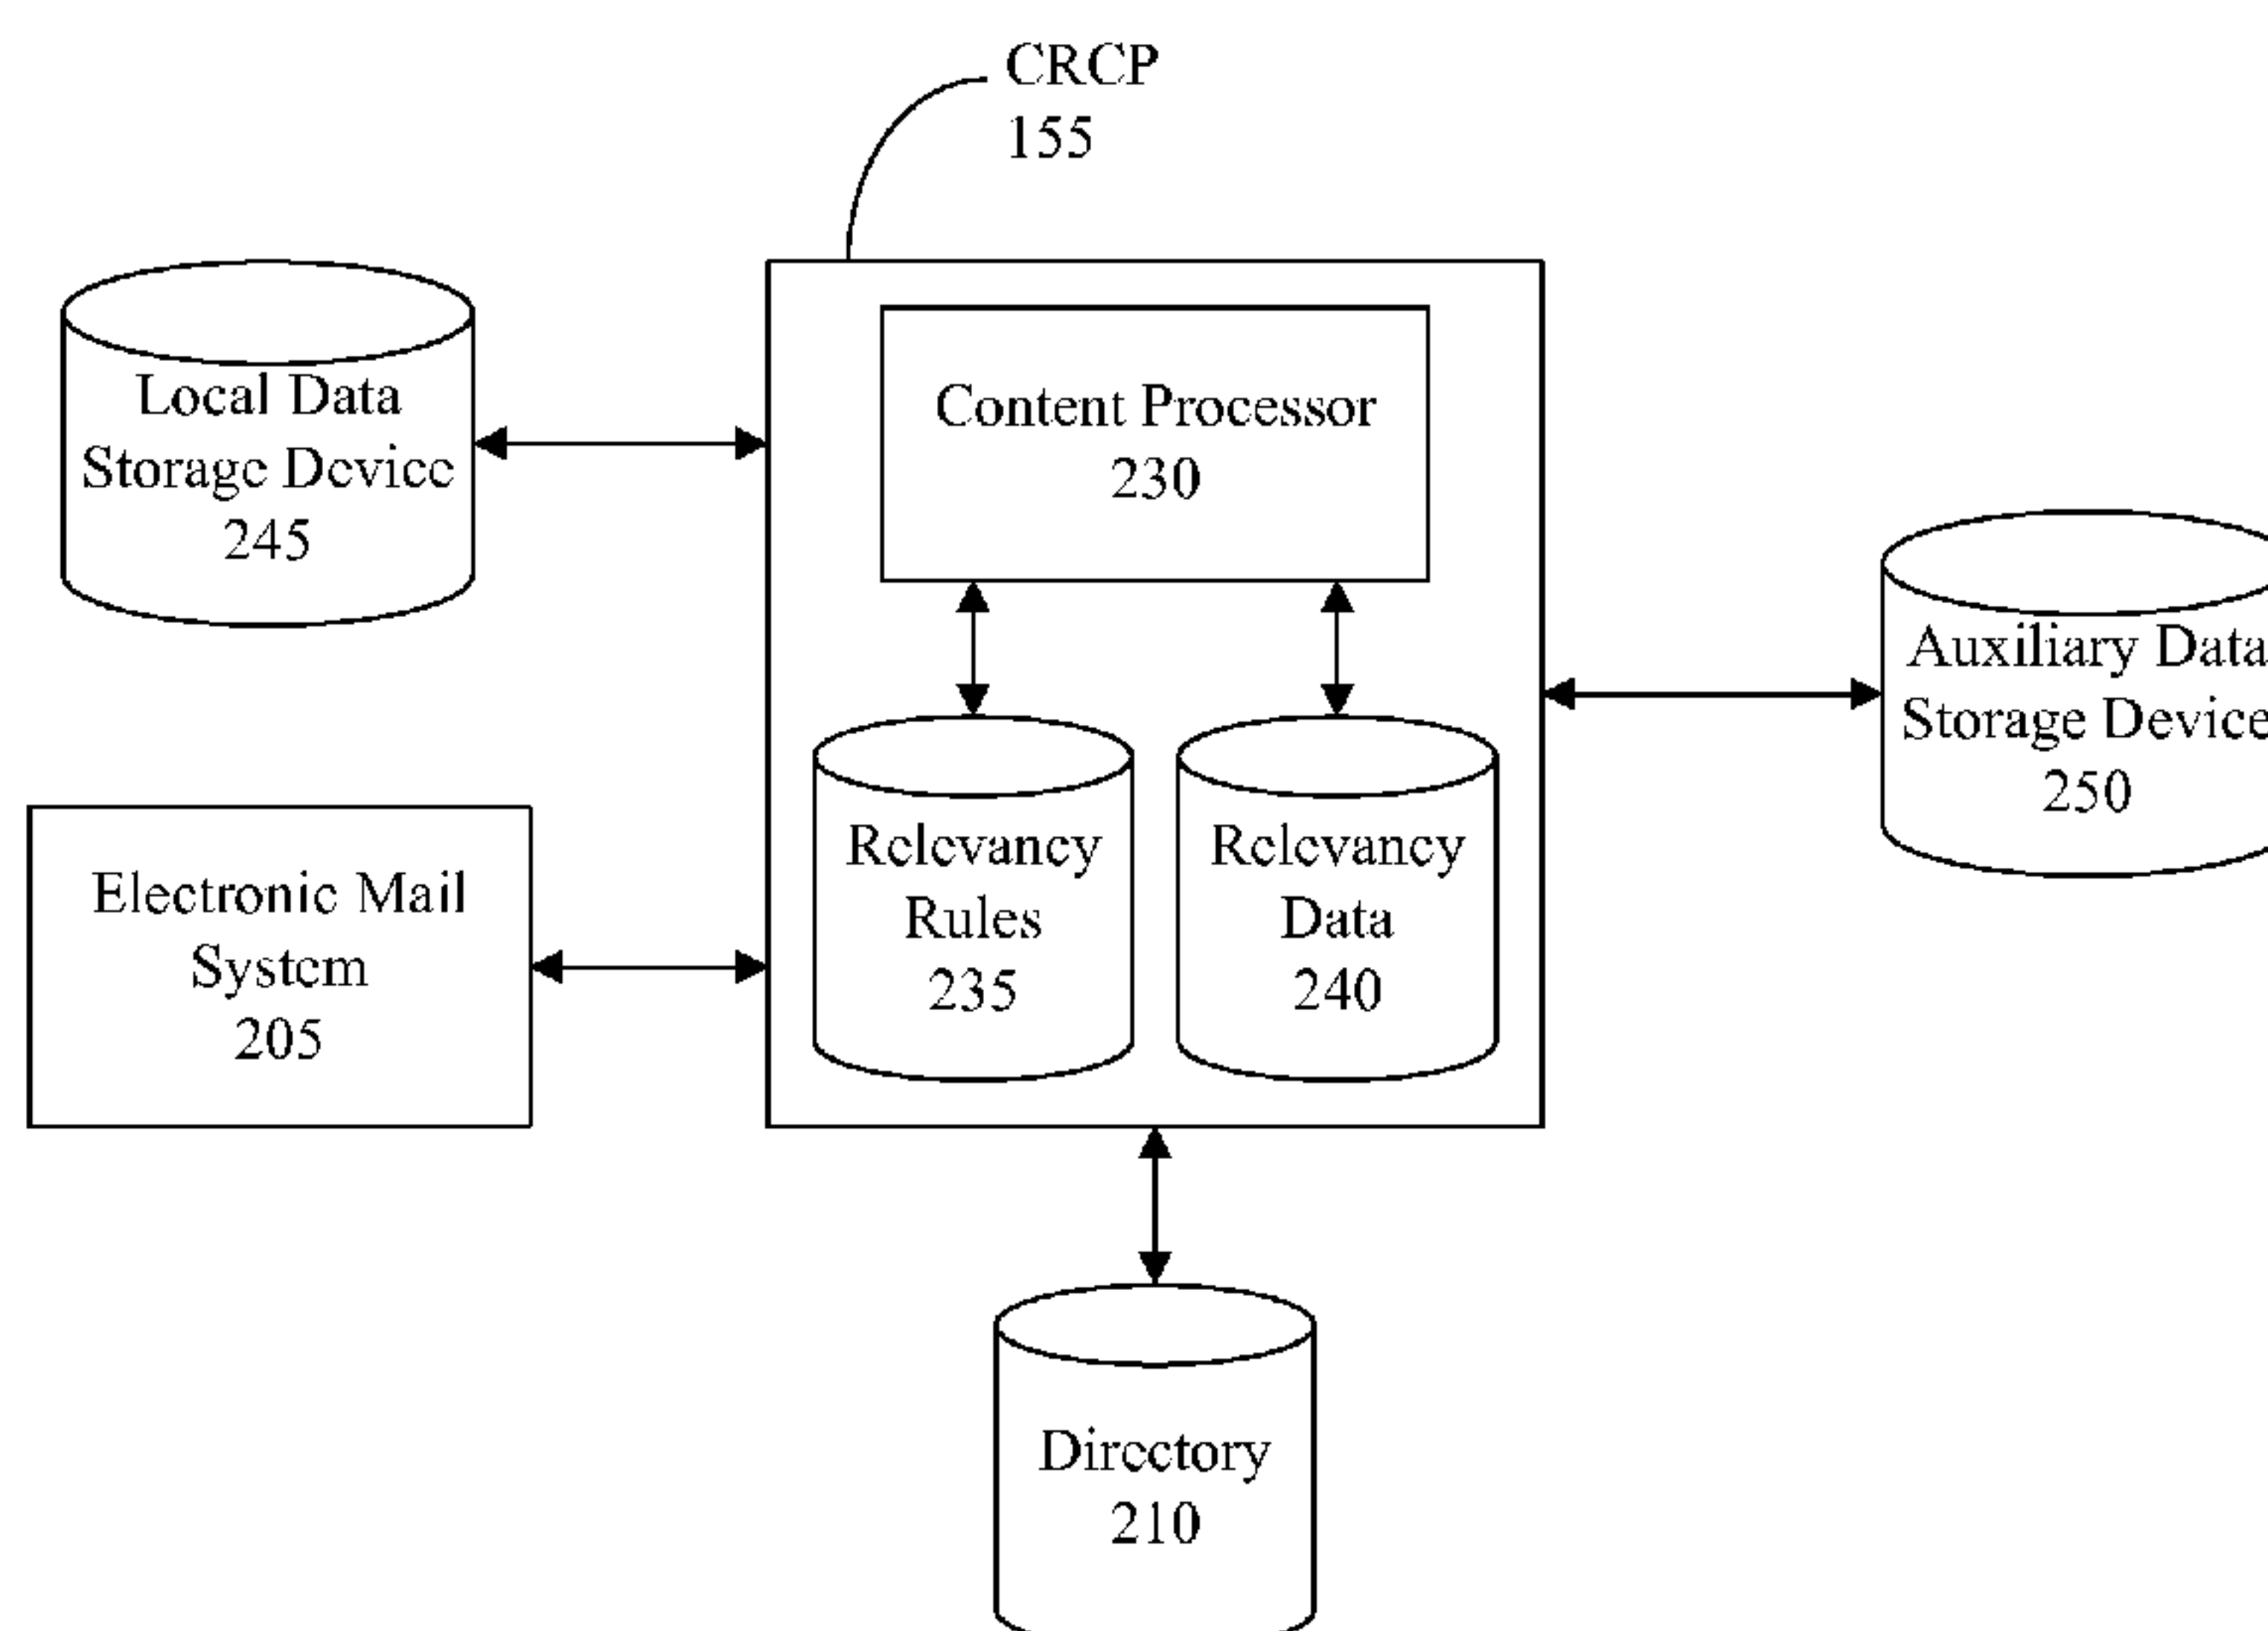 CRCP
155
Local Data
Storage Device
245
Content Processor
230
Auxiliary Data
Storage Device
250
Relevancy
Rules
235
Relevancy
Data
240
Electronic Mail
System
205
Directory
210